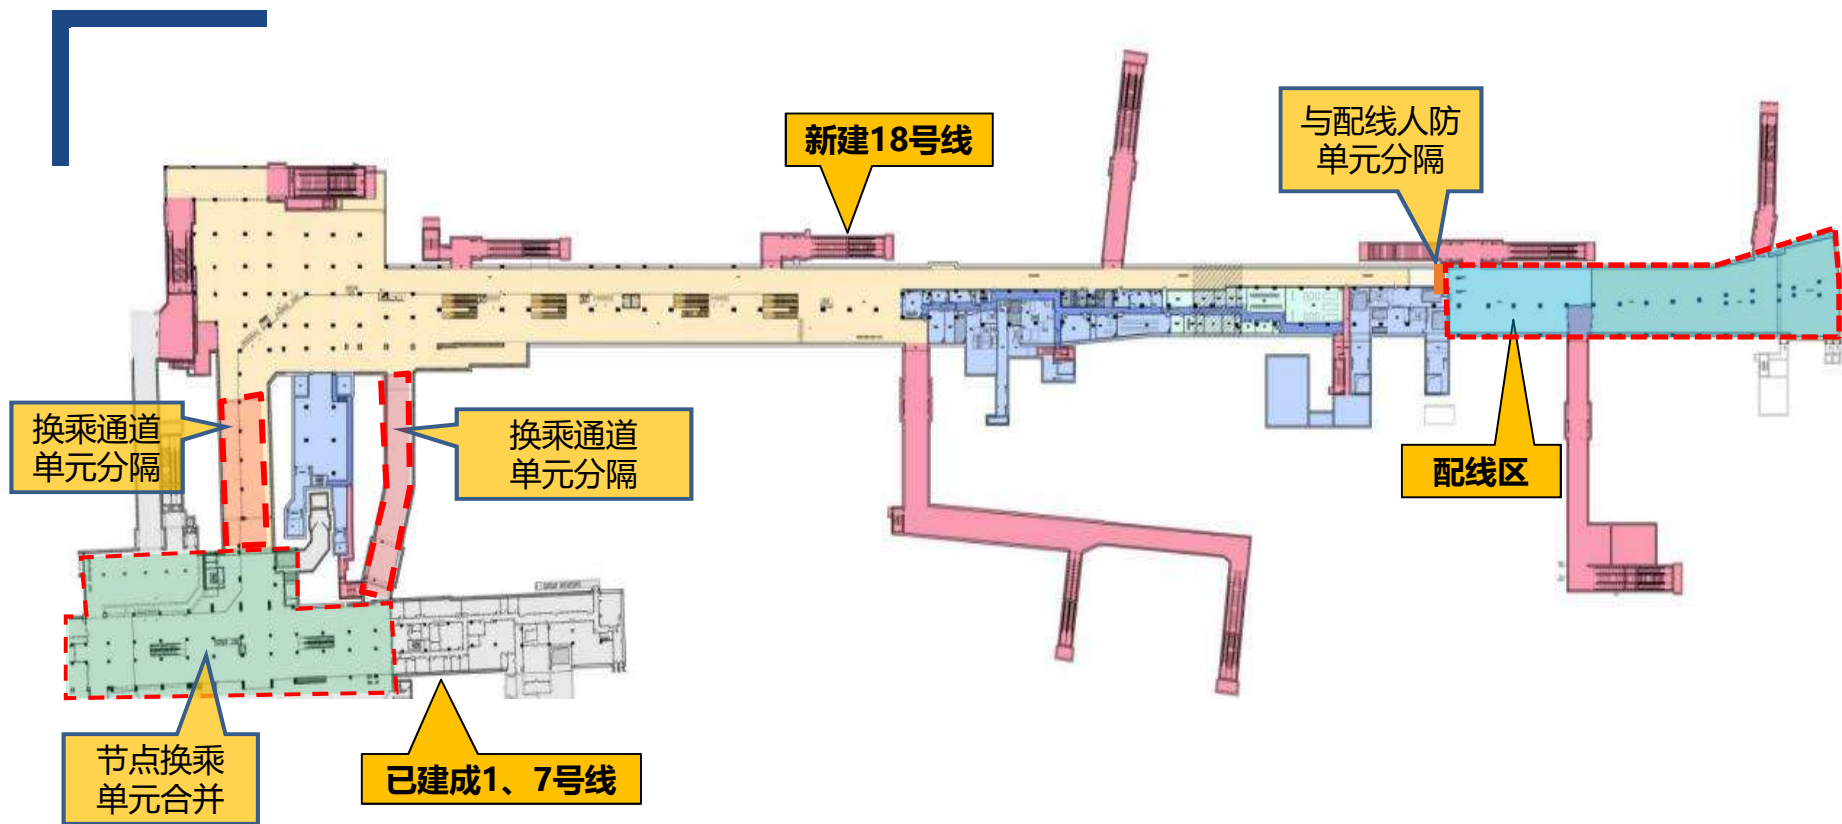 新建18号线
与配线人防
单元分隔
换乘通道
单元分隔
换乘通道
单元分隔
配线区
节点换乘
单元合并
已建成1、7号线